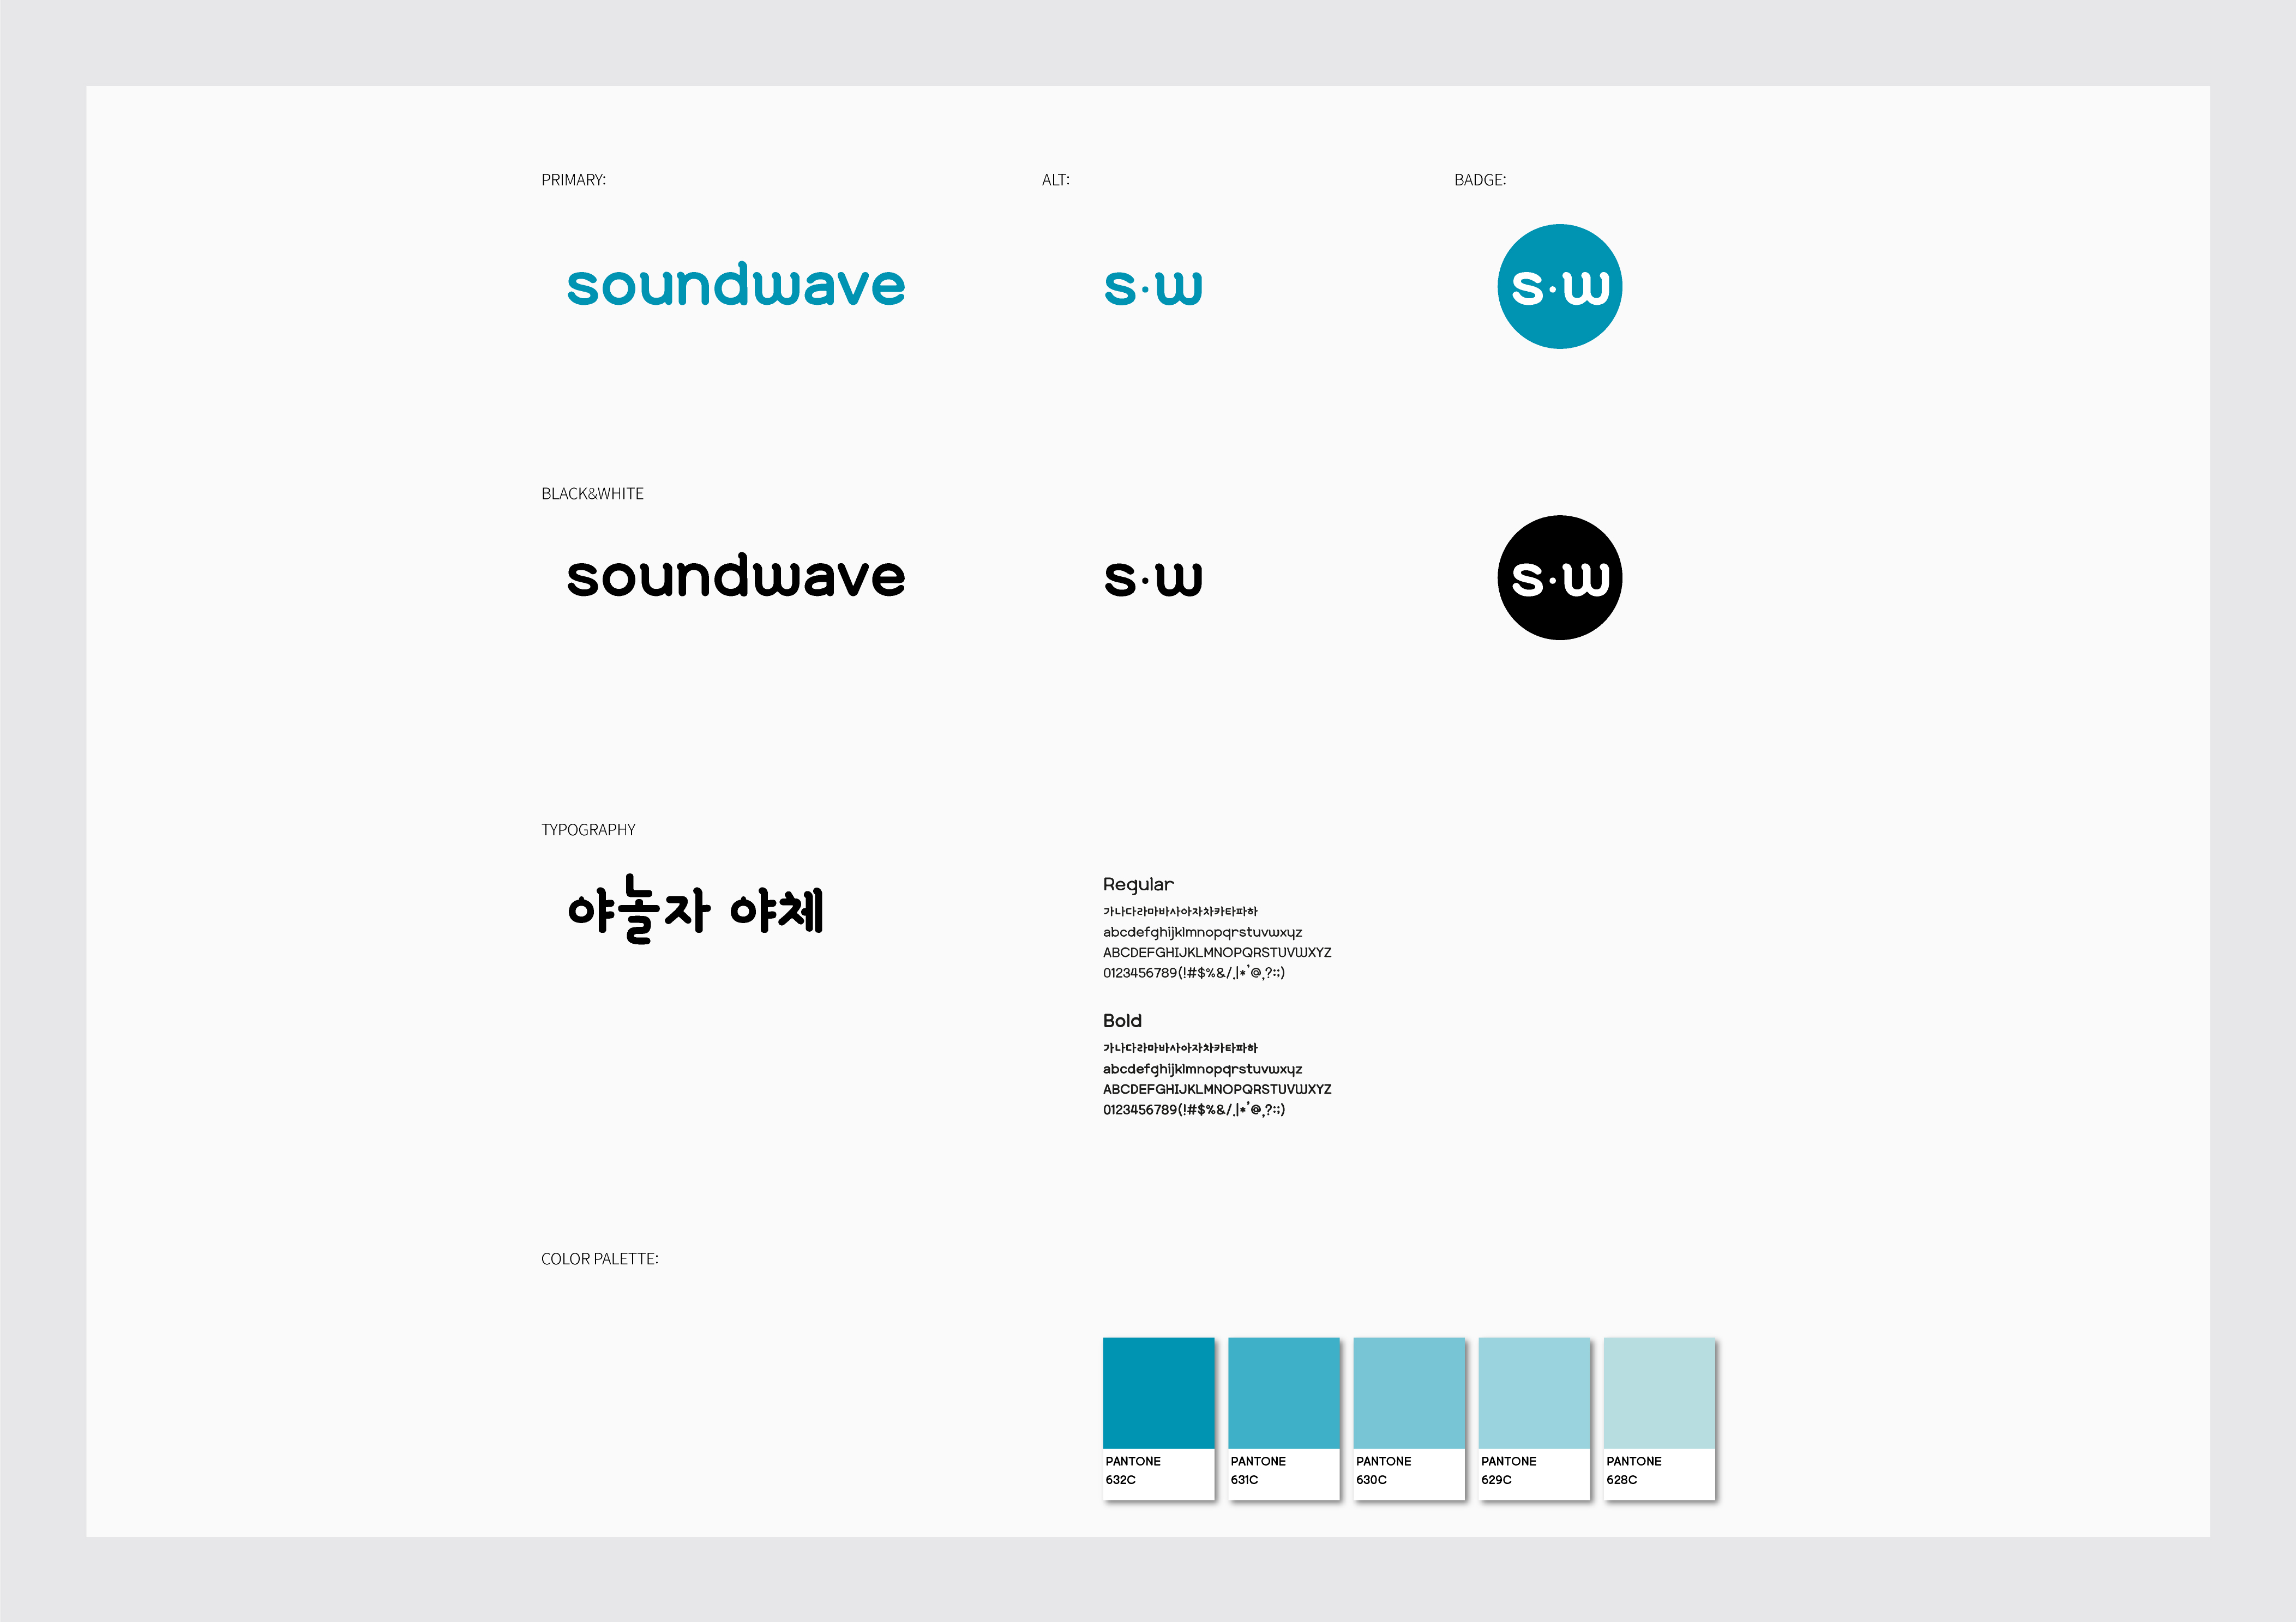 PRIMARY:
ALT:
BADGE:
soundwave
s·w
s·w
BLACK&WHITE
soundwave
s·w
s·w
TYPOGRAPHY
야놀자 야체
Regular
가나다라마바사아자차카타파하
abcdefghijklmnopqrstuvwxyz
ABCDEFGHIJKLMNOPQRSTUVWXYZ
0123456789(!#$%&/.|*'@,?:;)
Bold
가나다라마바사아자차카타파하
abcdefghijklmnopqrstuvwxyz
ABCDEFGHIJKLMNOPQRSTUVWXYZ
0123456789(!#$%&/.|*'@,?:;)
COLOR PALETTE:
PANTONE
632C
PANTONE
631C
PANTONE
630C
PANTONE
629C
PANTONE
628C